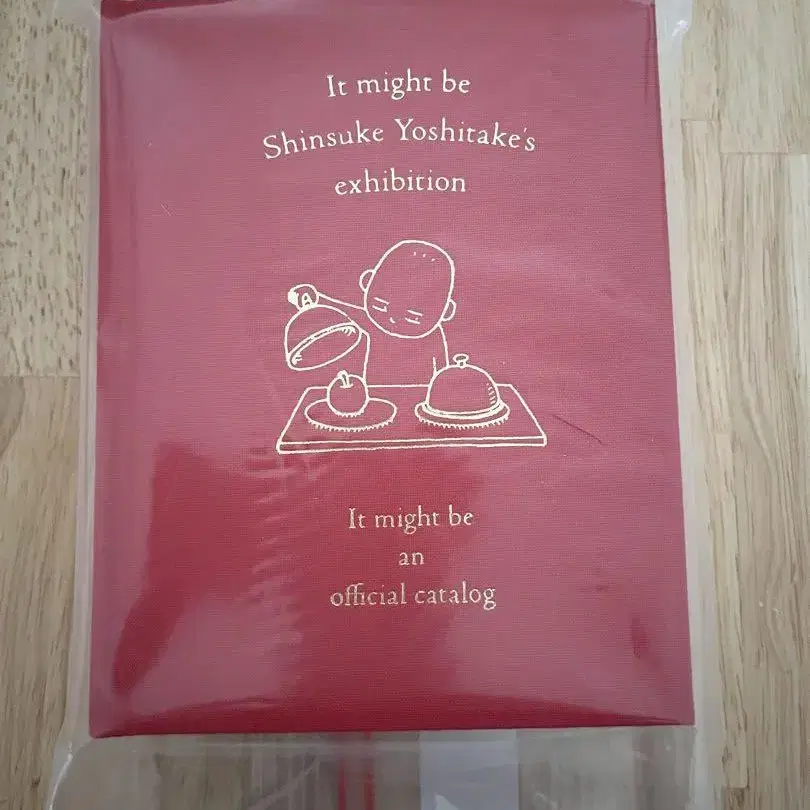 It might be
Shinsuke Yoshitake's
exhibition
A
It might be
an
official catalog